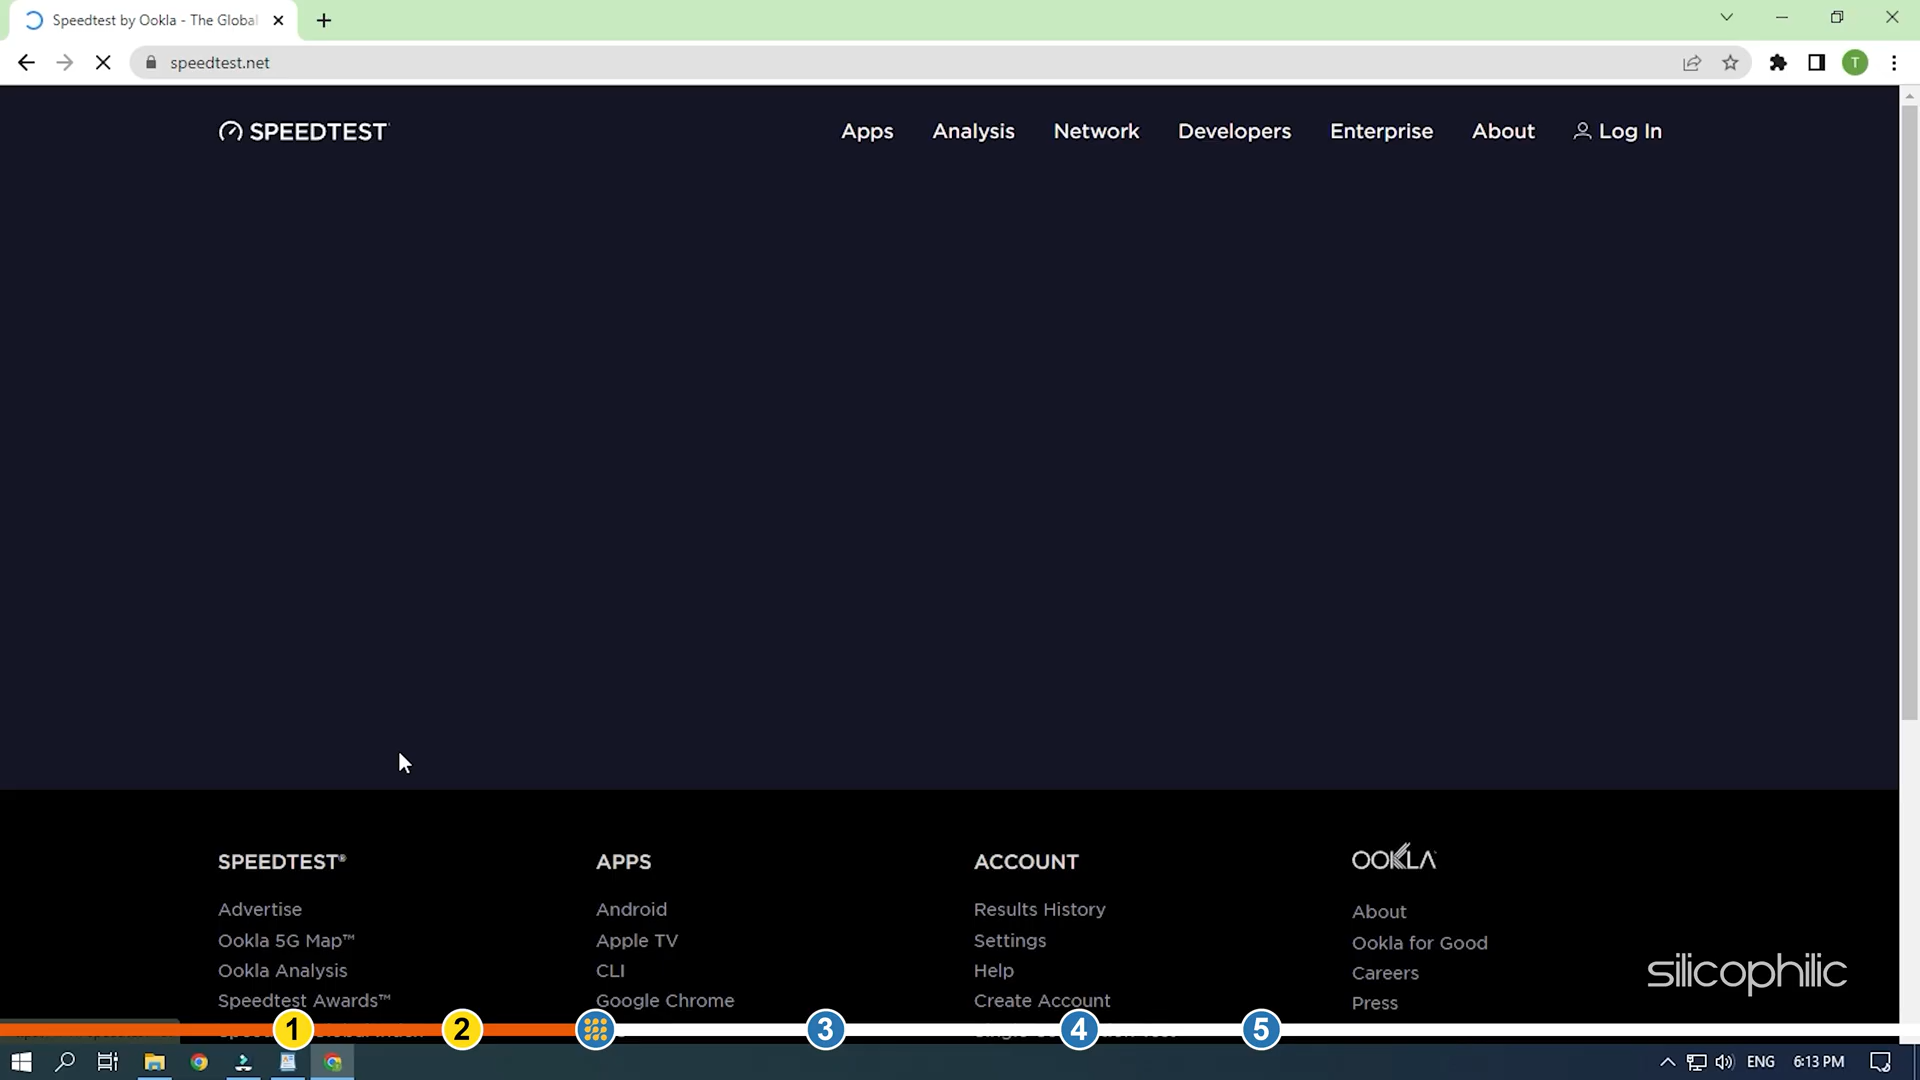 Speedtest by Ookla - The Global
speedtest.net
T
SPEEDTEST
Apps Analysis Network Developers Enterprise About Log In
SPEEDTEST® APPS ACCOUNT OOKLA
Advertise Android Results History About
Ookla 5G Map™ Apple TV Settings Ookla for Good
Ookla Analysis CLI Help Careers
Speedtest Awards™ Google Chrome Create Account Press
silicophilic
1 2 3 4 5
ENG 6:13 PM